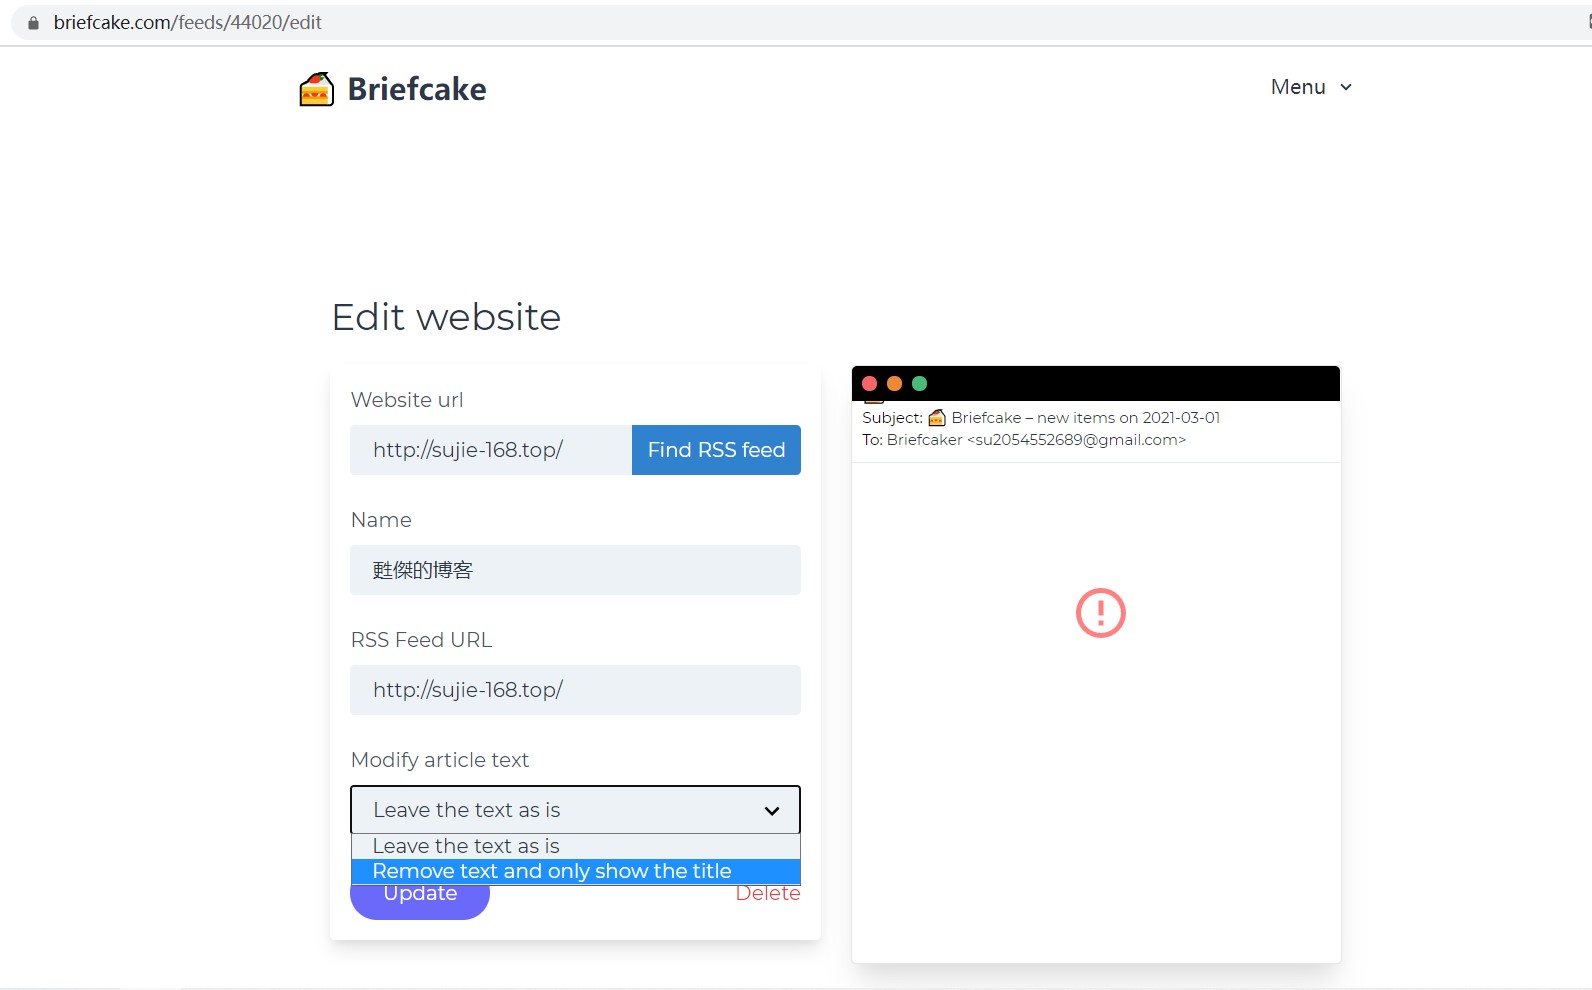 briefcake.com/feeds/44020/edit
Briefcake
Menu
Edit website
Website url
http://sujie-168.top/
Find RSS feed
Name
甦傑的博客
RSS Feed URL
http://sujie-168.top/
Modify article text
Leave the text as is
Leave the text as is
Remove text and only show the title
Update
Delete
Subject: 🍰 Briefcake – new items on 2021-03-01
To: Briefcaker <su2054552689@gmail.com>